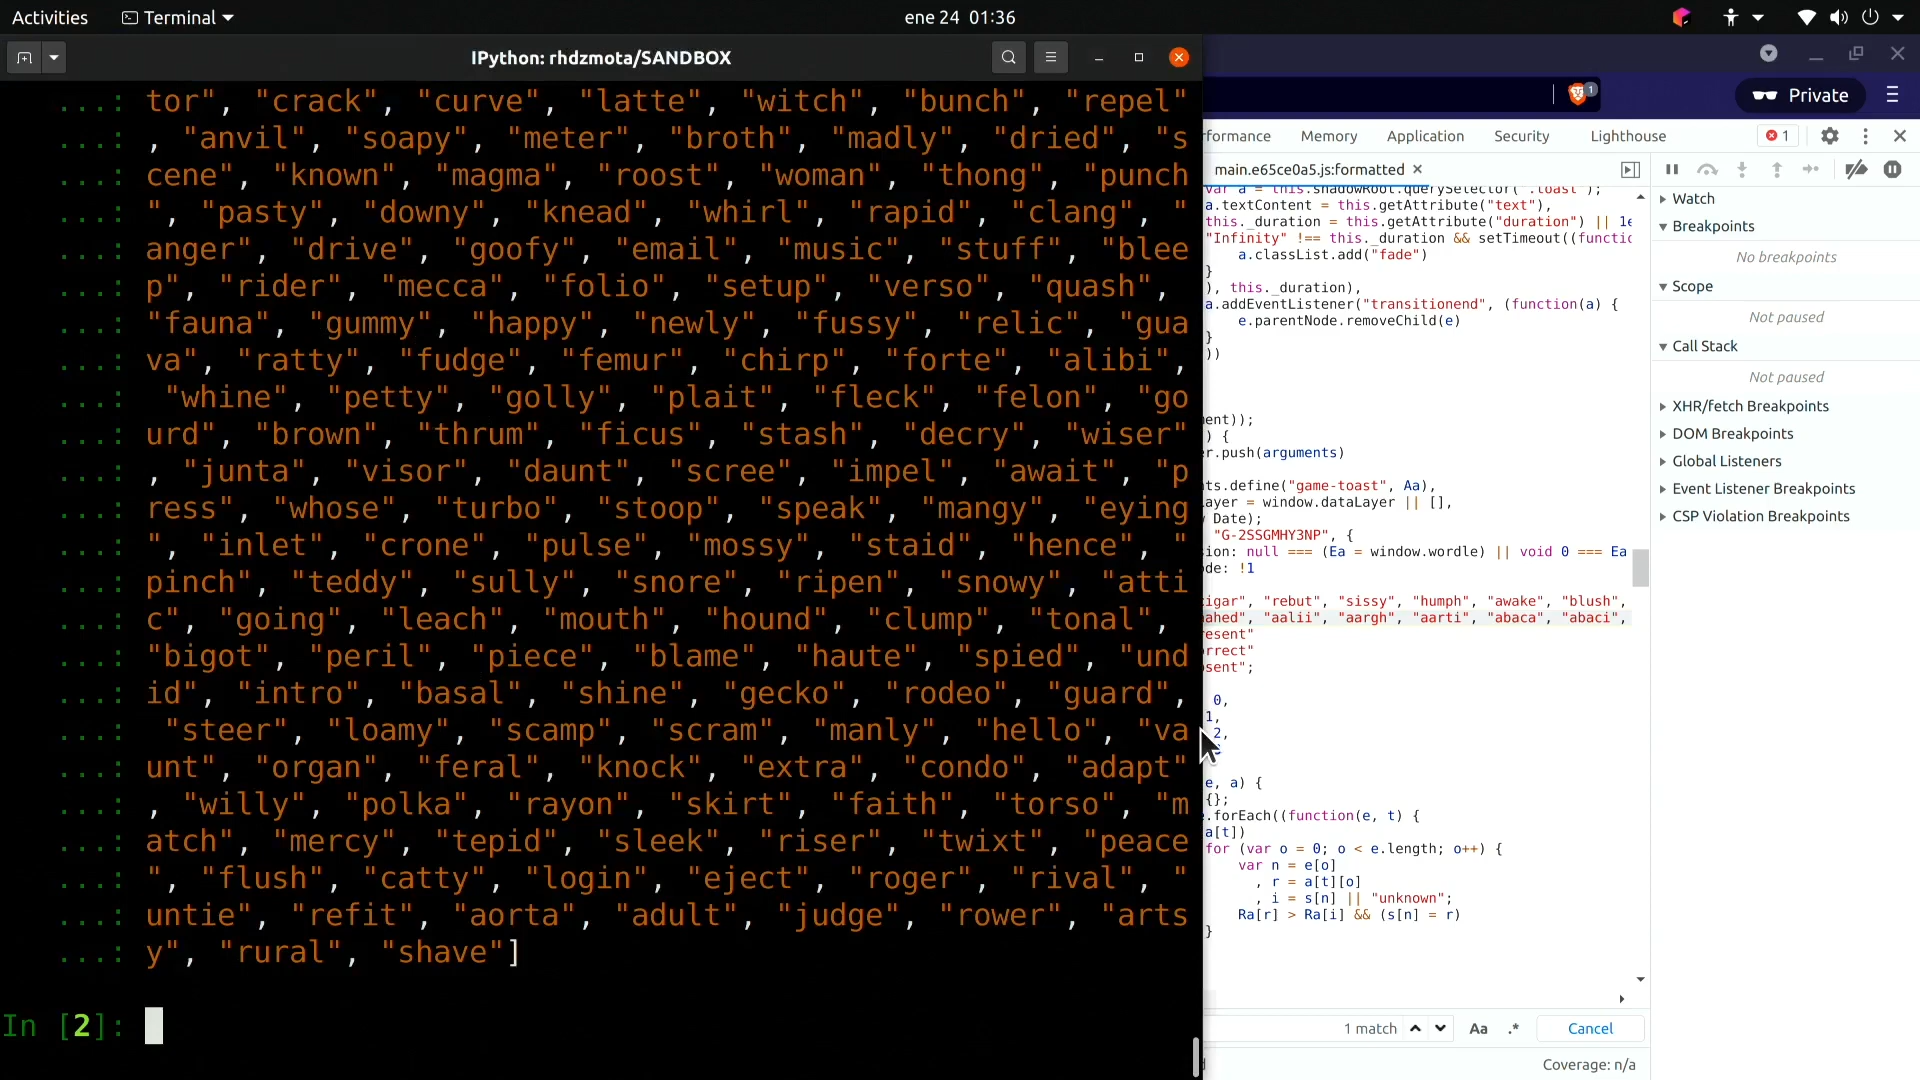 Activities
Terminal
ene 24 01:36
IPython: rhdzmota/SANDBOX
...: tor", "crack", "curve", "latte", "witch", "bunch", "repel"
...: , "anvil", "soapy", "meter", "broth", "madly", "dried", "s
...: cene", "known", "magma", "roost", "woman", "thong", "punch
...: ", "pasty", "downy", "knead", "whirl", "rapid", "clang", "
...: anger", "drive", "goofy", "email", "music", "stuff", "blee
...: p", "rider", "mecca", "folio", "setup", "verso", "quash",
...: "fauna", "gummy", "happy", "newly", "fussy", "relic", "gua
...: va", "ratty", "fudge", "femur", "chirp", "forte", "alibi",
...: "whine", "petty", "golly", "plait", "fleck", "felon", "go
...: urd", "brown", "thrum", "ficus", "stash", "decry", "wiser"
...: , "junta", "visor", "daunt", "scree", "impel", "await", "p
...: ress", "whose", "turbo", "stoop", "speak", "mangy", "eying
...: ", "inlet", "crone", "pulse", "mossy", "staid", "hence", "
...: pinch", "teddy", "sully", "snore", "ripen", "snowy", "atti
...: c", "going", "leach", "mouth", "hound", "clump", "tonal",
...: "bigot", "peril", "piece", "blame", "haute", "spied", "und
...: id", "intro", "basal", "shine", "gecko", "rodeo", "guard",
...: "steer", "loamy", "scamp", "scram", "manly", "hello", "va
...: unt", "organ", "feral", "knock", "extra", "condo", "adapt"
...: , "willy", "polka", "rayon", "skirt", "faith", "torso", "m
...: atch", "mercy", "tepid", "sleek", "riser", "twixt", "peace
...: ", "flush", "catty", "login", "eject", "roger", "rival", "
...: untie", "refit", "aorta", "adult", "judge", "rower", "arts
...: y", "rural", "shave"]
In [2]:
1
Private
rformance Memory Application Security Lighthouse
1
main.e65ce0a5.js:formatted
var a = this.shadowRoot.querySelector(".toast");
a.textContent = this.getAttribute("text"),
this._duration = this.getAttribute("duration") || 1e
"Infinity" !== this._duration && setTimeout((functio
a.classList.add("fade")
}
), this._duration),
a.addEventListener("transitionend", (function(a) {
e.parentNode.removeChild(e)
}
))
ment));
) {
er.push(arguments)
ts.define("game-toast", Aa),
ayer = window.dataLayer || [],
w Date);
"G-2SSGMHY3NP", {
ion: null === (Ea = window.wordle) || void 0 === Ea
de: !1
igar", "rebut", "sissy", "humph", "awake", "blush",
ahed", "aalii", "aargh", "aarti", "abaca", "abaci",
resent"
rrect"
sent";
0,
1,
2,
e, a) {
{};
.forEach((function(e, t) {
a[t])
for (var o = 0; o < e.length; o++) {
var n = e[o]
, r = a[t][o]
, i = s[n] || "unknown";
Ra[r] > Ra[i] && (s[n] = r)
}
1 match
Aa
.*
Cancel
Coverage: n/a
Watch
Breakpoints
No breakpoints
Scope
Not paused
Call Stack
Not paused
XHR/fetch Breakpoints
DOM Breakpoints
Global Listeners
Event Listener Breakpoints
CSP Violation Breakpoints